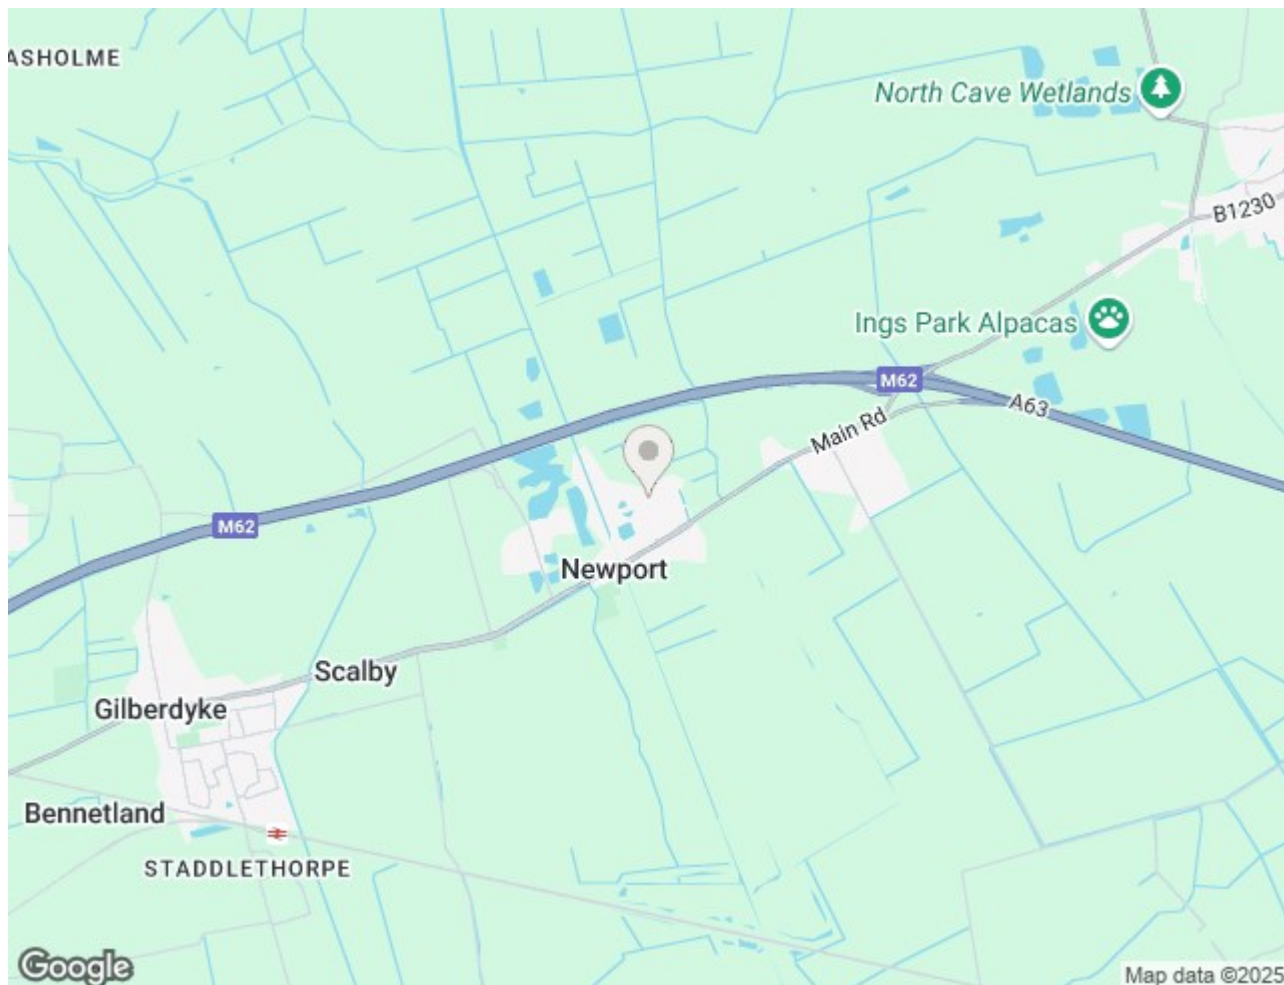 ASHOLME
North Cave Wetlands
B1230
Ings Park Alpacas
M62
A63
Main Rd
M62
Newport
Scalby
Gilberdyke
Bennetland
STADDLETHORPE
Google
Map data ©2025